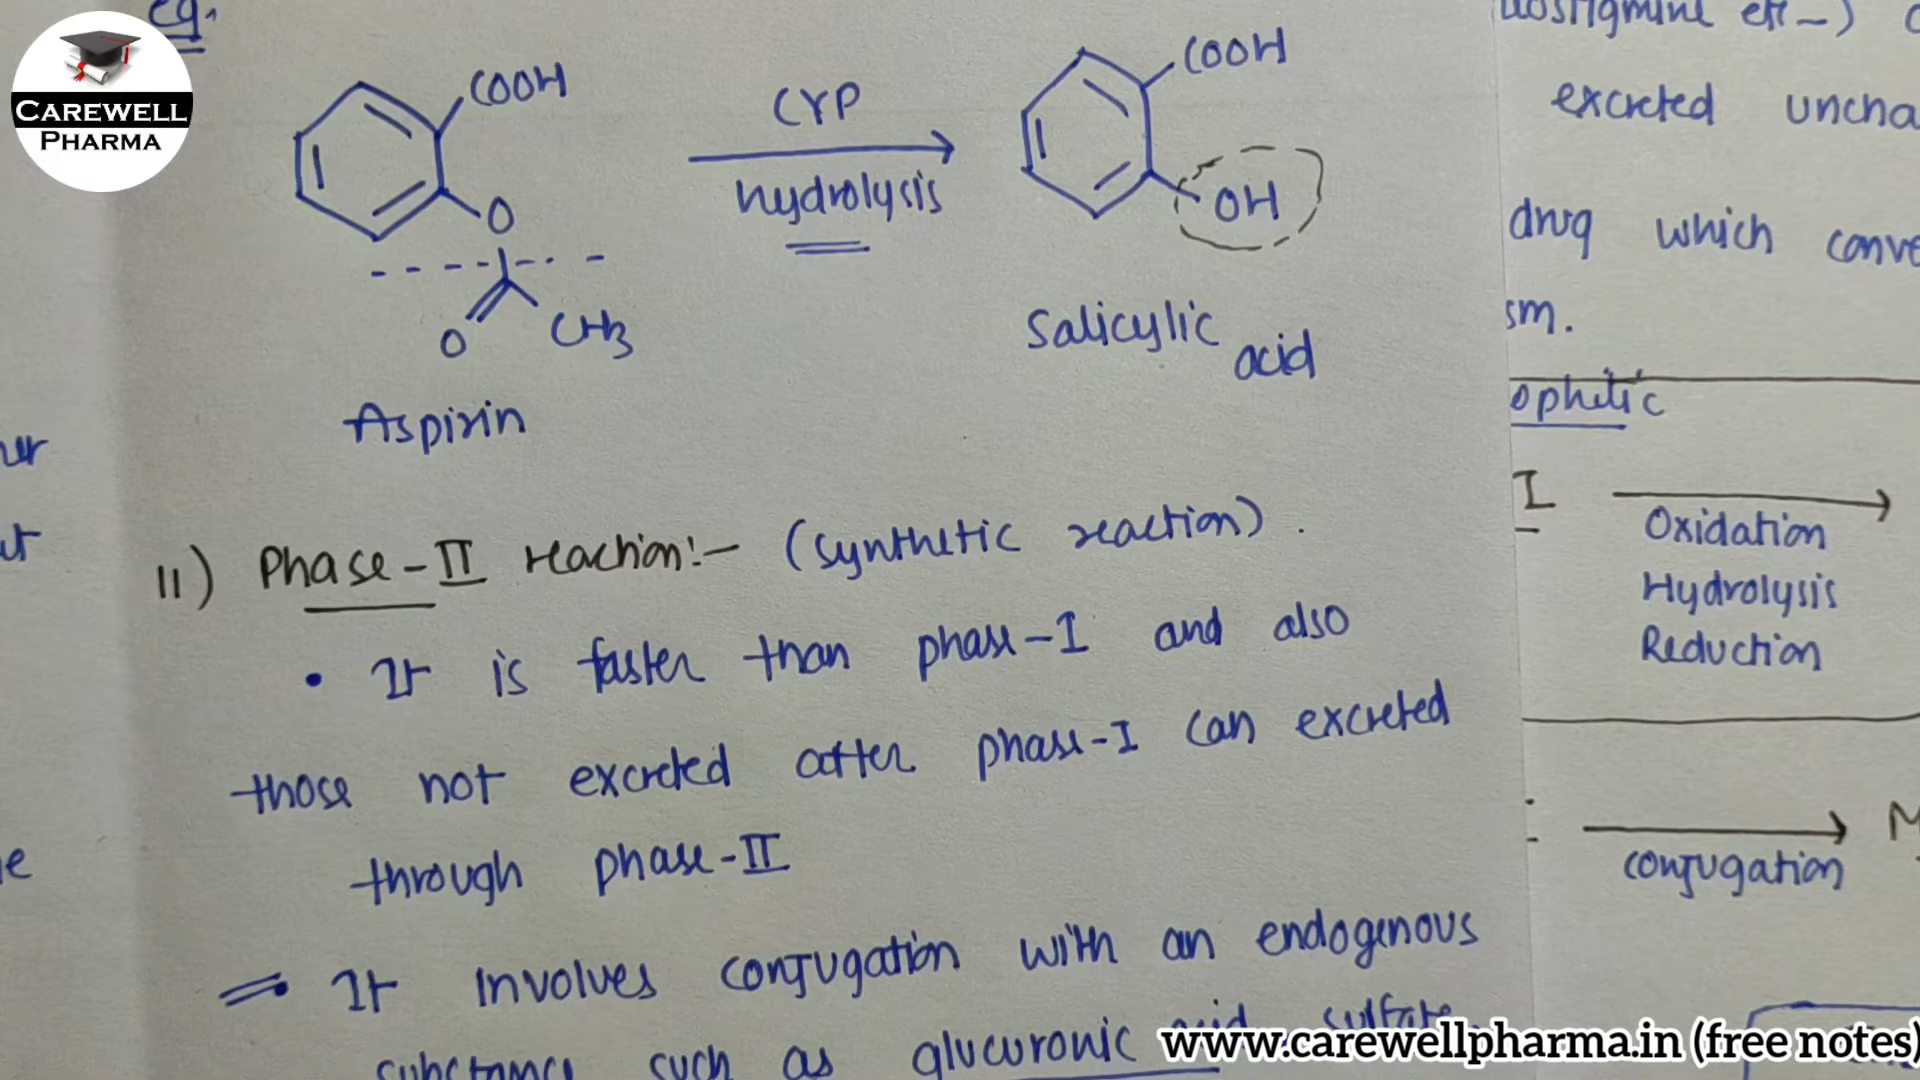 eg.
CAREWELL
PHARMA
COOH
O
O
CH3
Aspirin
CYP
hydrolysis
COOH
OH
Salicylic
acid
II) Phase-II reaction:- (synthetic reaction).
• It is faster than phase-I and also
those not excreted after phase-I can excreted
through phase-II
It involves conjugation with an endogenous
substance such as glucuronic acid sulfate
excreted
drug which
sm.
I
Oxidation
Hydrolysis
Reduction
conjugation
www.carewellpharma.in (free notes)